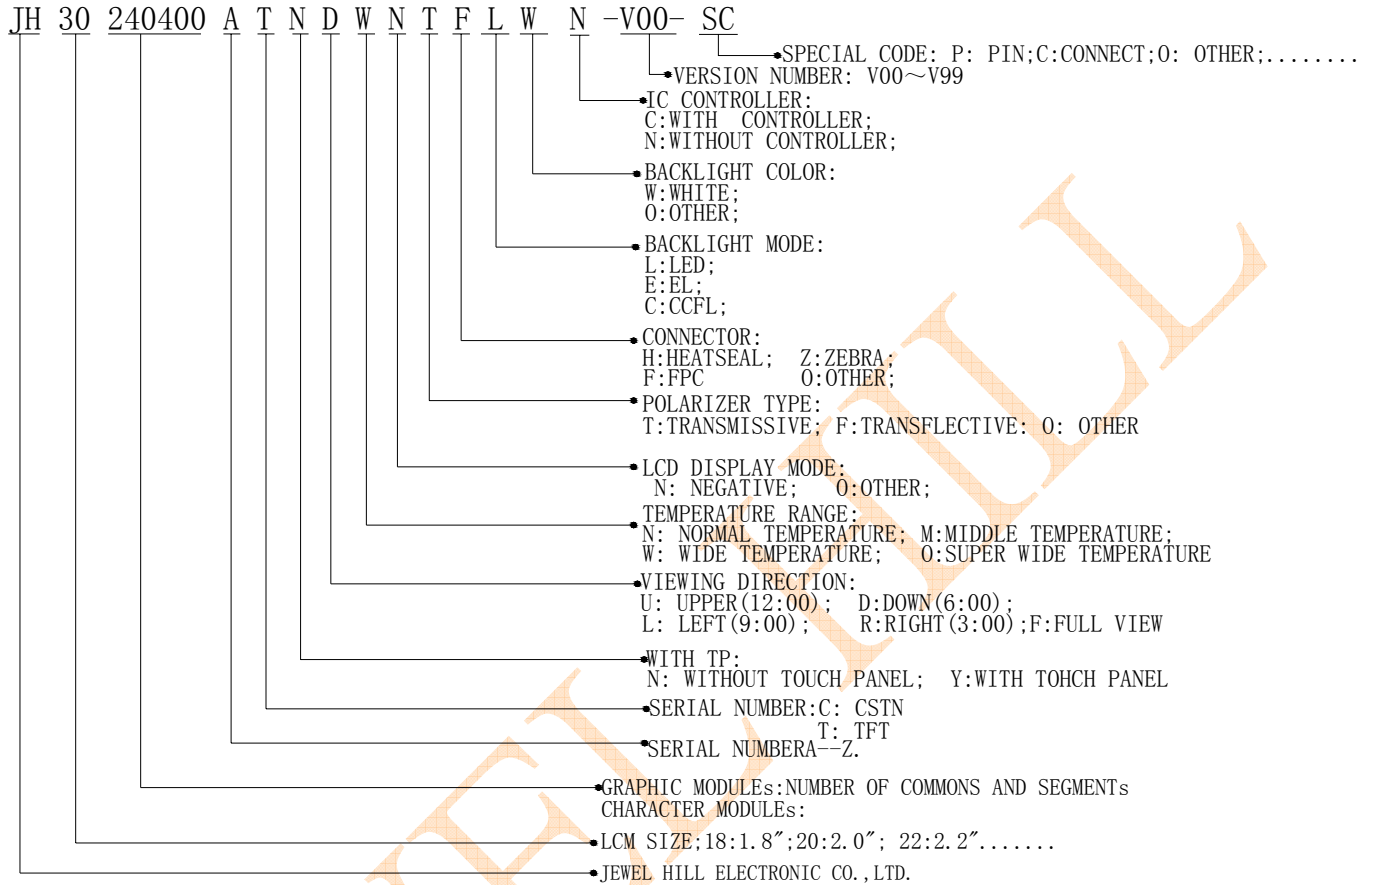 JH 30 240400 A T N D W N T F L W N -V00- SC
SPECIAL CODE: P: PIN;C:CONNECT;O: OTHER;........
VERSION NUMBER: V00～V99
IC CONTROLLER:
C:WITH CONTROLLER;
N:WITHOUT CONTROLLER;
BACKLIGHT COLOR:
W:WHITE;
O:OTHER;
BACKLIGHT MODE:
L:LED;
E:EL;
C:CCFL;
CONNECTOR:
H:HEATSEAL; Z:ZEBRA;
F:FPC O:OTHER;
POLARIZER TYPE:
T:TRANSMISSIVE; F:TRANSFLECTIVE: O: OTHER
LCD DISPLAY MODE:
N: NEGATIVE; O:OTHER;
TEMPERATURE RANGE:
N: NORMAL TEMPERATURE; M:MIDDLE TEMPERATURE;
W: WIDE TEMPERATURE; O:SUPER WIDE TEMPERATURE
VIEWING DIRECTION:
U: UPPER(12:00); D:DOWN(6:00);
L: LEFT(9:00); R:RIGHT(3:00);F:FULL VIEW
WITH TP:
N: WITHOUT TOUCH PANEL; Y:WITH TOHCH PANEL
SERIAL NUMBER:C: CSTN
T: TFT
SERIAL NUMBERA--Z.
GRAPHIC MODULEs:NUMBER OF COMMONS AND SEGMENTs
CHARACTER MODULEs:
LCM SIZE;18:1.8″;20:2.0″; 22:2.2″.......
JEWEL HILL ELECTRONIC CO.,LTD.
EL HILL